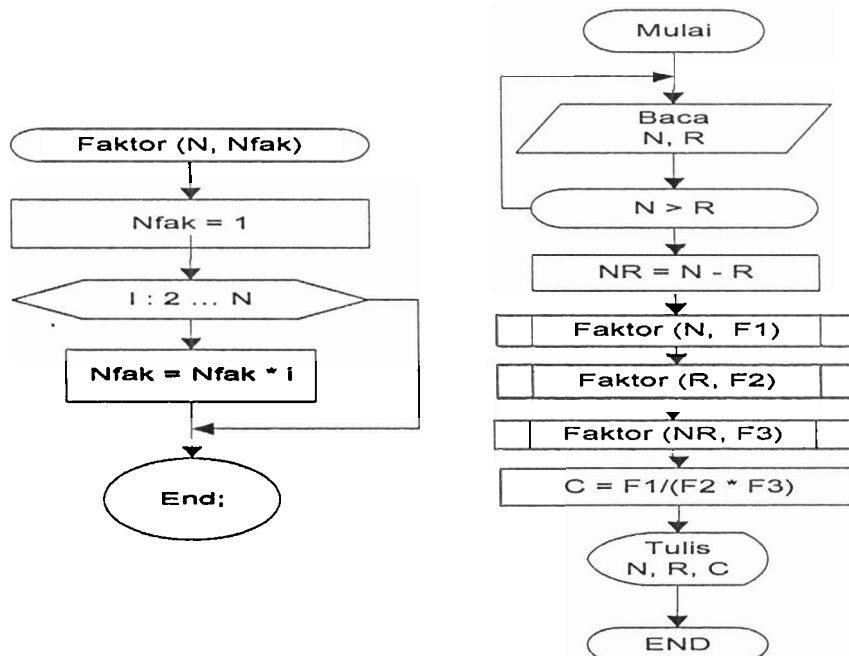 Faktor (N, Nfak)
Nfak = 1
I : 2 ... N
Nfak = Nfak * i
End;
Mulai
Baca
N, R
N > R
NR = N - R
Faktor (N, F1)
Faktor (R, F2)
Faktor (NR, F3)
C = F1/(F2 * F3)
Tulis
N, R, C
END